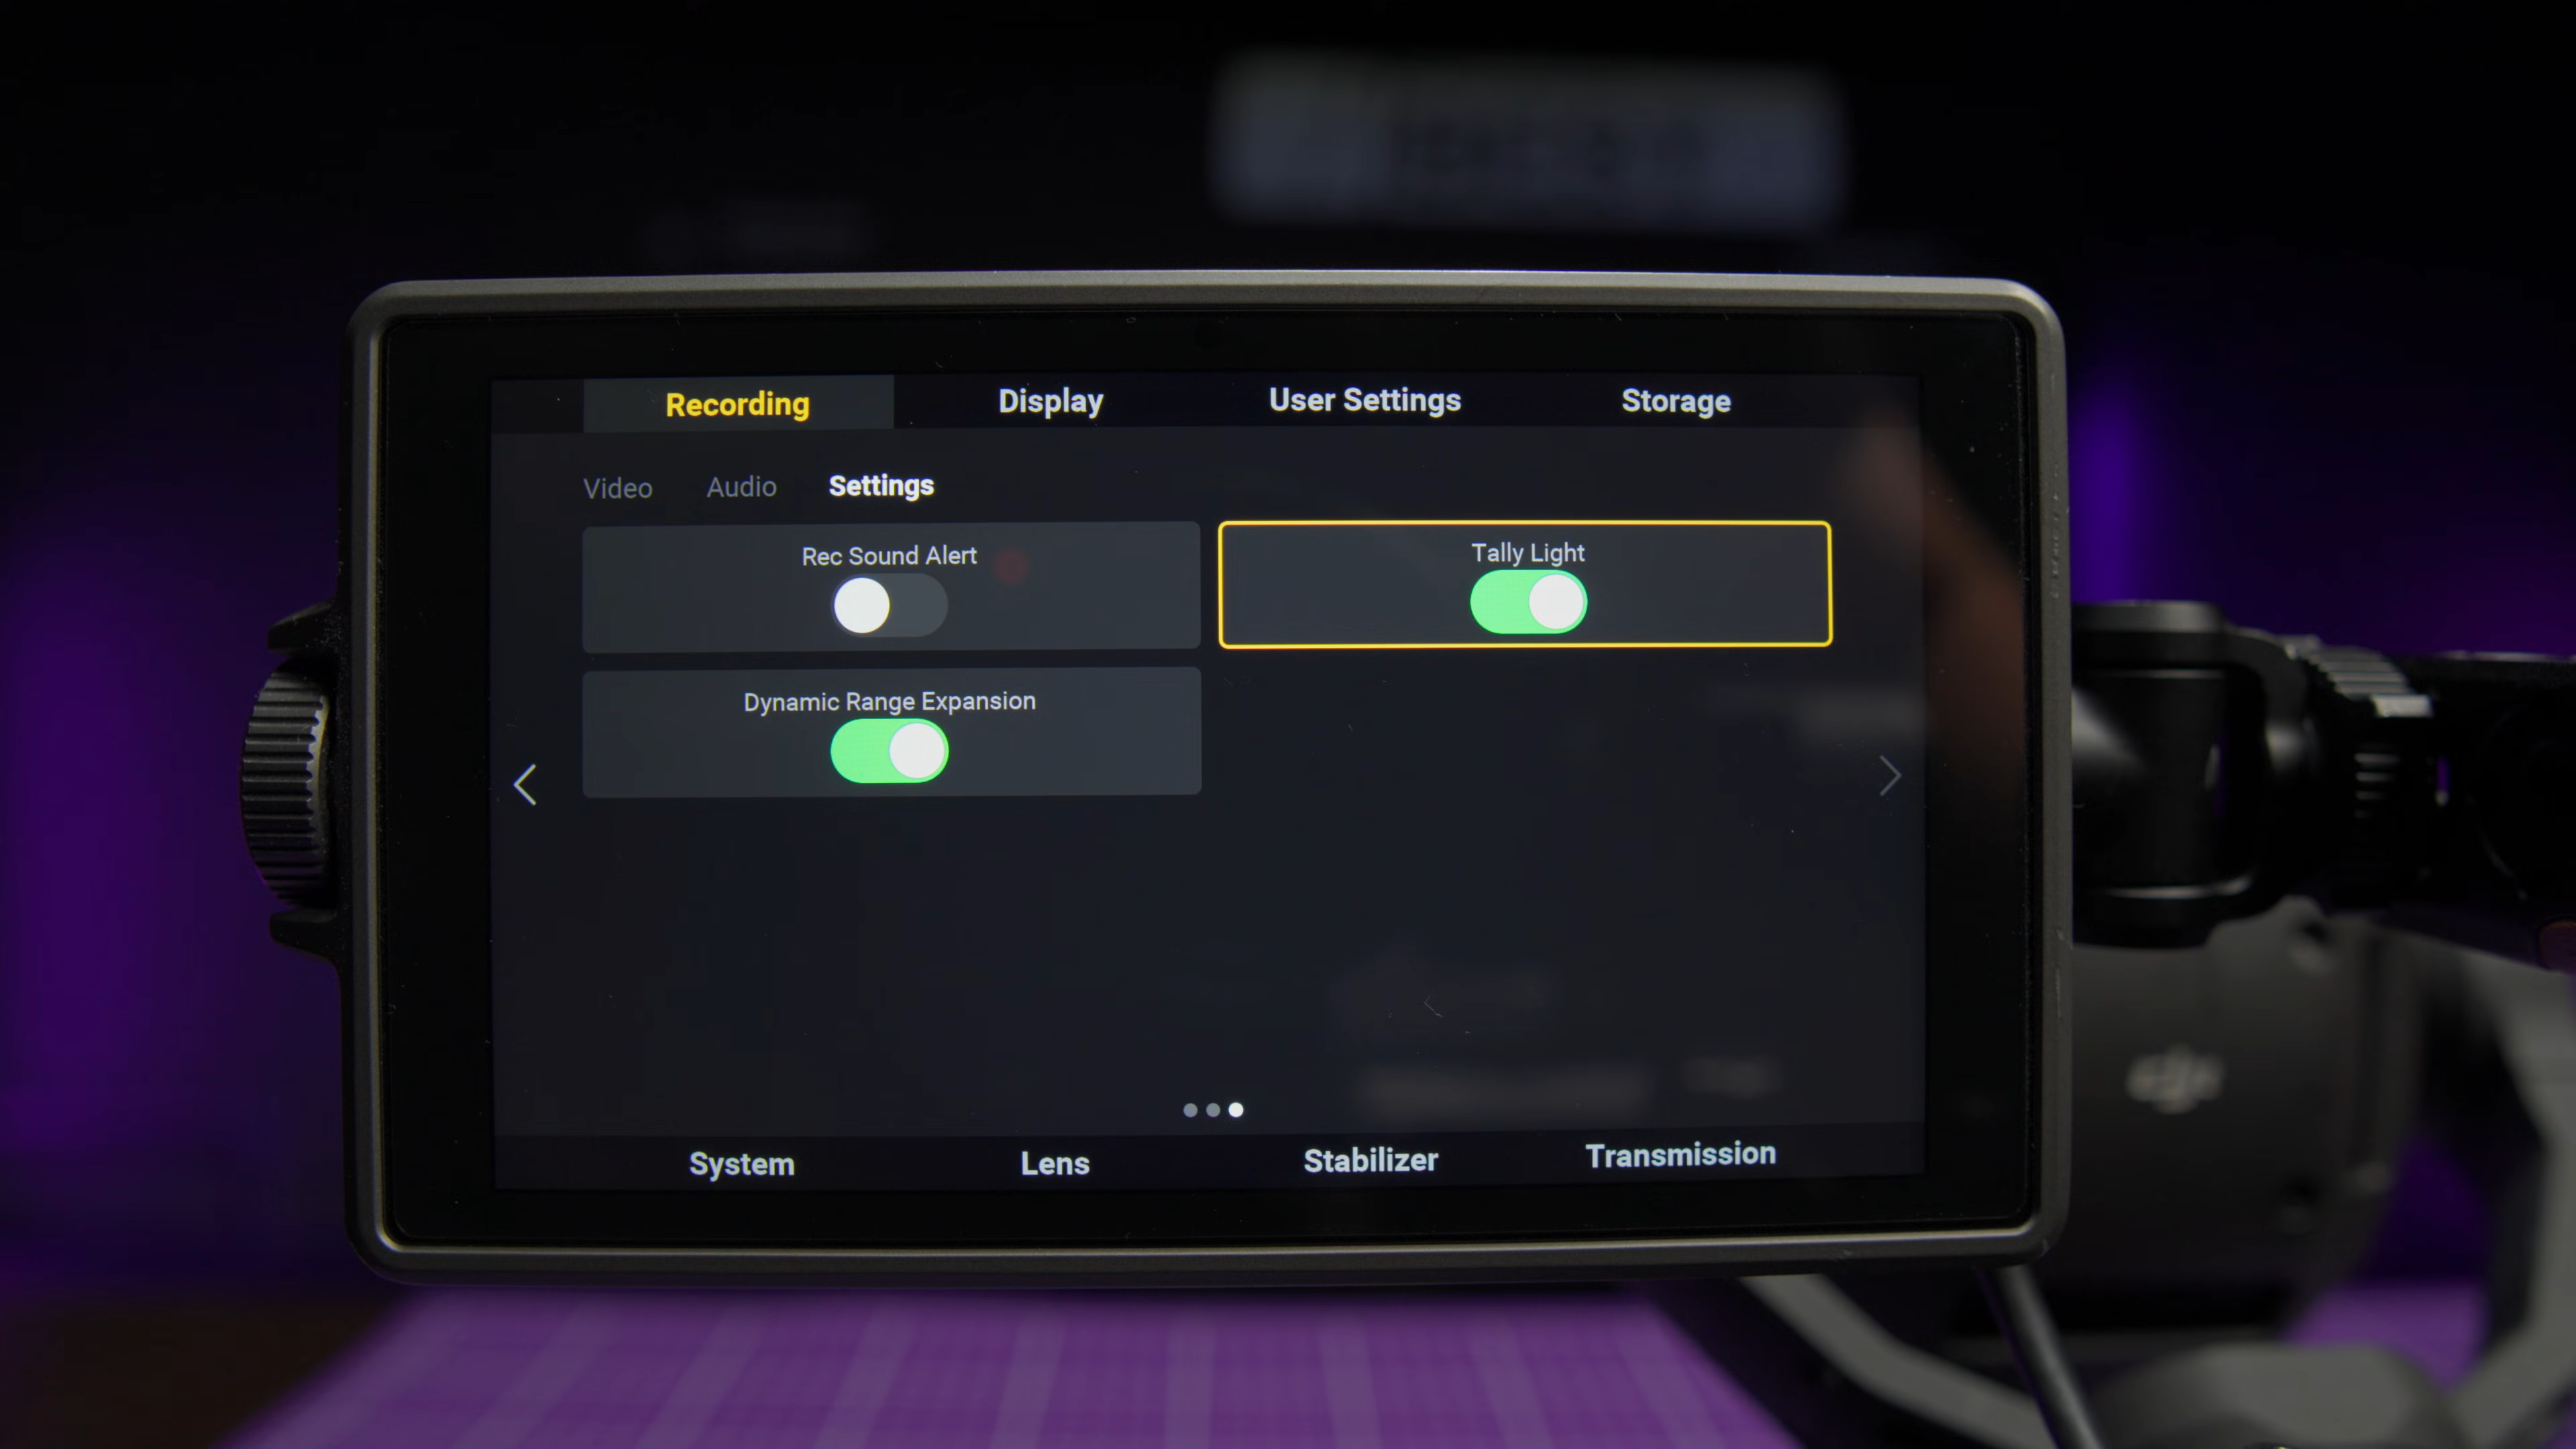 Recording Display User Settings Storage
Video Audio Settings
Rec Sound Alert Tally Light
Dynamic Range Expansion
System Lens Stabilizer Transmission
dji